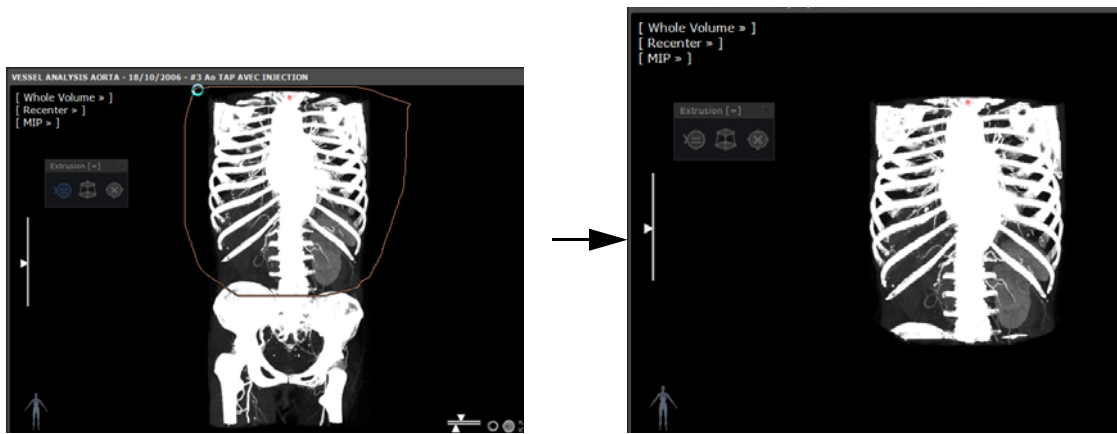 VESSEL ANALYSIS AORTA - 18/10/2006 - #3 Ao TAP AVEC INJECTION
[ Whole Volume » ]
[ Recenter » ]
[ MIP » ]
Extrusion [=]
[ Whole Volume » ]
[ Recenter » ]
[ MIP » ]
Extrusion [=]